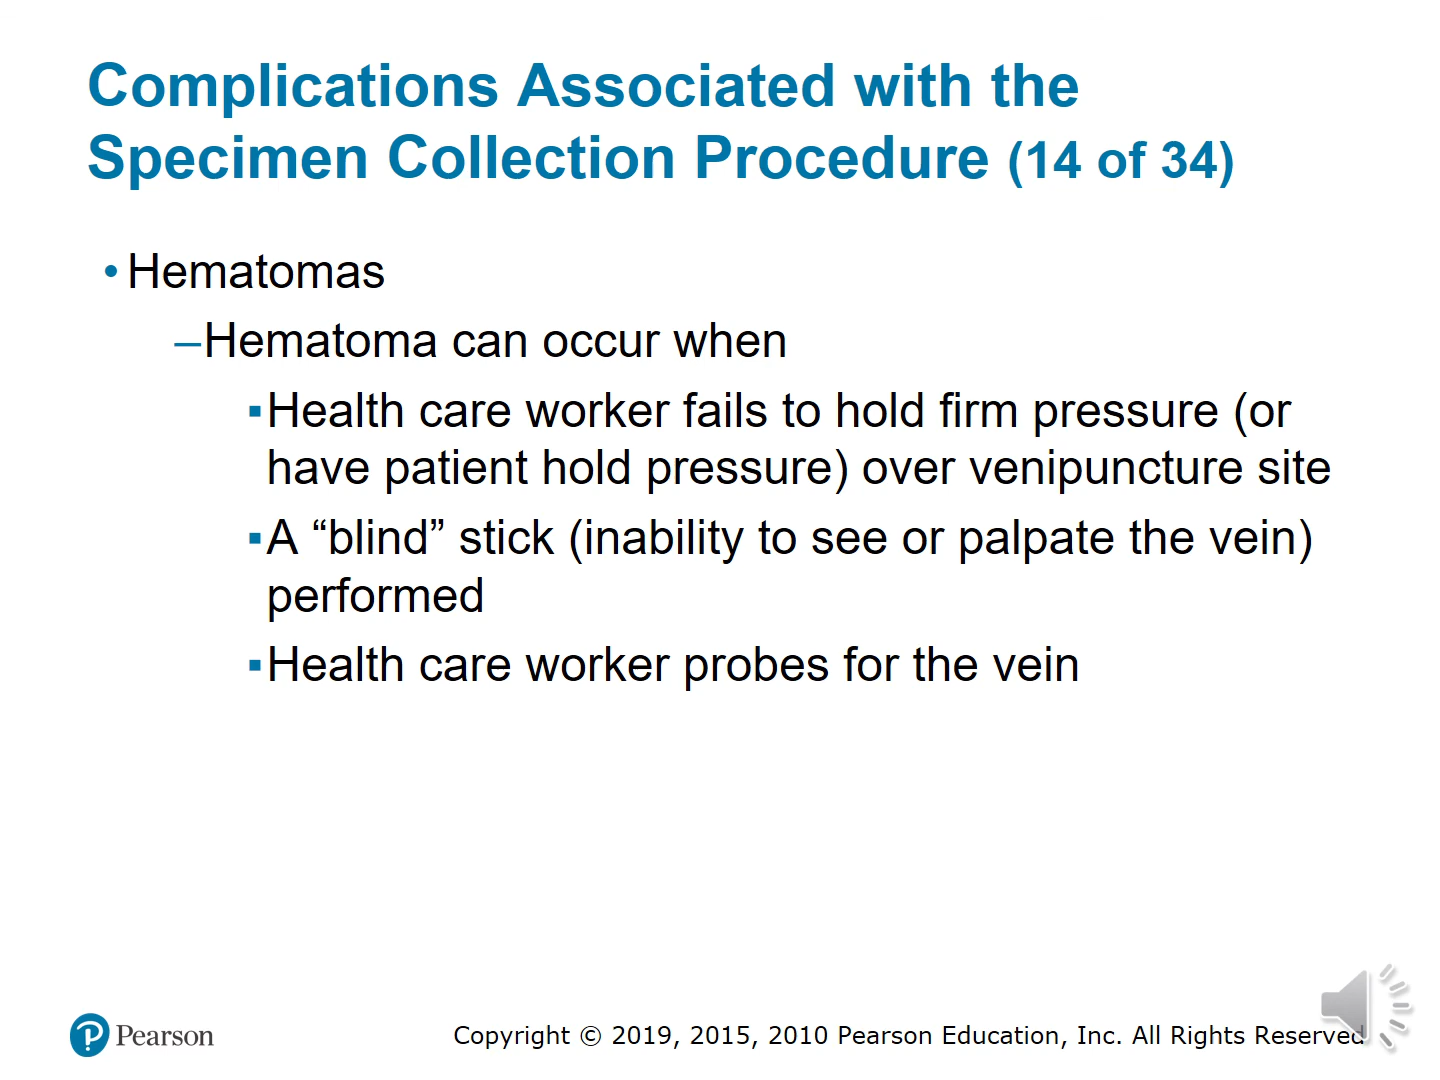 Complications Associated with the
Specimen Collection Procedure (14 of 34)
• Hematomas
–Hematoma can occur when
▪Health care worker fails to hold firm pressure (or
have patient hold pressure) over venipuncture site
▪A “blind” stick (inability to see or palpate the vein)
performed
▪Health care worker probes for the vein
Pearson
Copyright © 2019, 2015, 2010 Pearson Education, Inc. All Rights Reserved